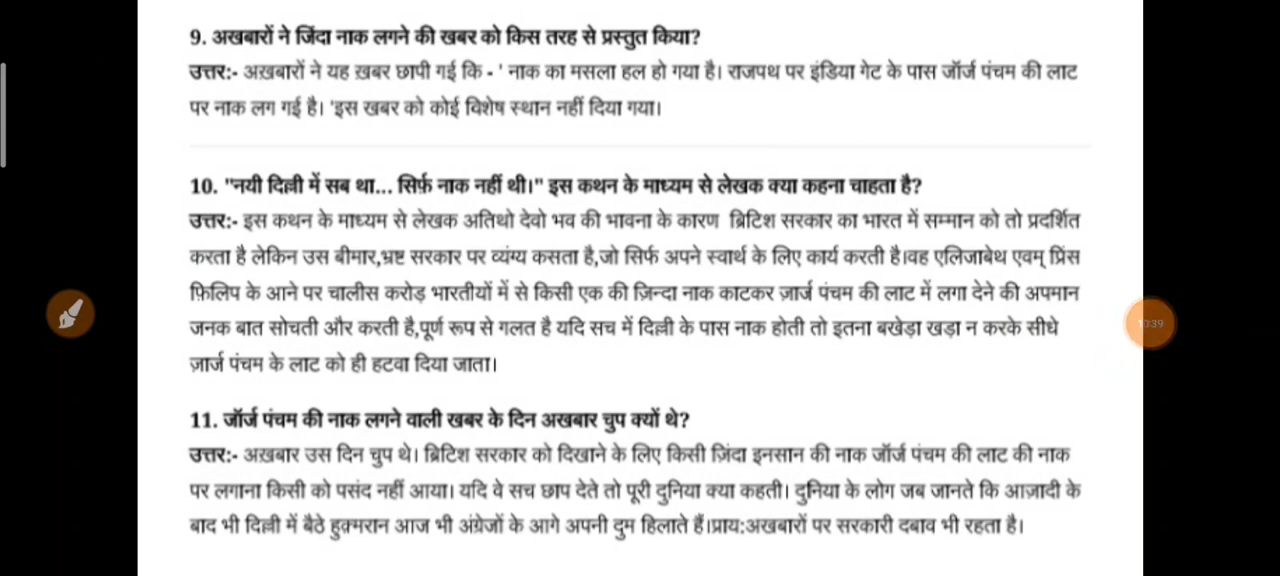 9. अखबारों ने जिंदा नाक लगने की खबर को किस तरह से प्रस्तुत किया?
उत्तर:- अख़बारों ने यह ख़बर छापी गई कि - ' नाक का मसला हल हो गया है। राजपथ पर इंडिया गेट के पास जॉर्ज पंचम की लाट
पर नाक लग गई है। 'इस खबर को कोई विशेष स्थान नहीं दिया गया।
10. "नयी दिल्ली में सब था... सिर्फ़ नाक नहीं थी।" इस कथन के माध्यम से लेखक क्या कहना चाहता है?
उत्तर:- इस कथन के माध्यम से लेखक अतिथो देवो भव की भावना के कारण ब्रिटिश सरकार का भारत में सम्मान को तो प्रदर्शित
करता है लेकिन उस बीमार,भ्रष्ट सरकार पर व्यंग्य कसता है,जो सिर्फ अपने स्वार्थ के लिए कार्य करती है।वह एलिजाबेथ एवम् प्रिंस
फ़िलिप के आने पर चालीस करोड़ भारतीयों में से किसी एक की ज़िन्दा नाक काटकर ज़ार्ज पंचम की लाट में लगा देने की अपमान
जनक बात सोचती और करती है,पूर्ण रूप से गलत है यदि सच में दिल्ली के पास नाक होती तो इतना बखेड़ा खड़ा न करके सीधे
ज़ार्ज पंचम के लाट को ही हटवा दिया जाता।
11. जॉर्ज पंचम की नाक लगने वाली खबर के दिन अखबार चुप क्यों थे?
उत्तर:- अख़बार उस दिन चुप थे। ब्रिटिश सरकार को दिखाने के लिए किसी ज़िंदा इनसान की नाक जॉर्ज पंचम की लाट की नाक
पर लगाना किसी को पसंद नहीं आया। यदि वे सच छाप देते तो पूरी दुनिया क्या कहती। दुनिया के लोग जब जानते कि आज़ादी के
बाद भी दिल्ली में बैठे हुक्मरान आज भी अंग्रेजों के आगे अपनी दुम हिलाते हैं।प्राय:अखबारों पर सरकारी दबाव भी रहता है।
10:39